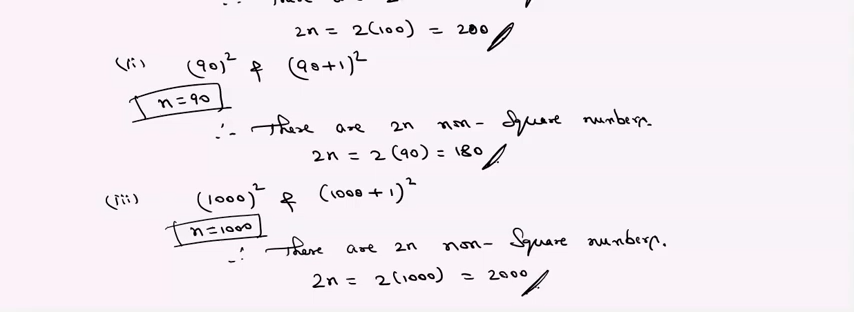 2n = 2(100) = 200
(ii) (90)² & (90+1)²
n=90
∴ There are 2n non-Square numbers.
2n = 2(90) = 180
(iii) (1000)² & (1000+1)²
n=1000
∴ There are 2n non-Square numbers.
2n = 2(1000) = 2000